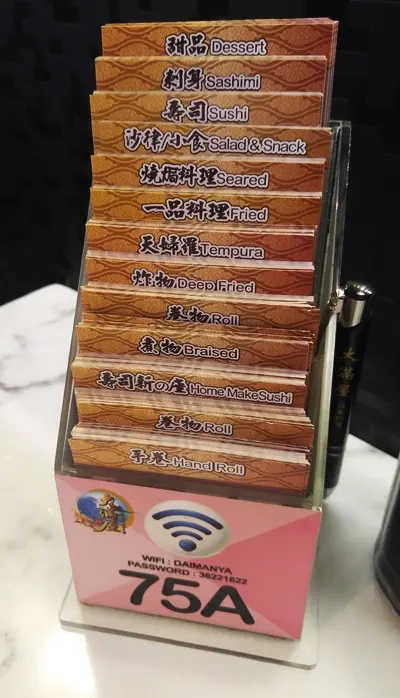 甜品 Dessert
刺身 Sashimi
壽司 Sushi
沙律/小食 Salad & Snack
燒焗料理 Seared
一品料理 Fried
天婦羅 Tempura
炸物 Deep Fried
卷物 Roll
煮物 Braised
壽司新の座 Home MakeSushi
卷物 Roll
手卷 Hand Roll
WIFI : DAIMANYA
PASSWORD : 36221622
75A